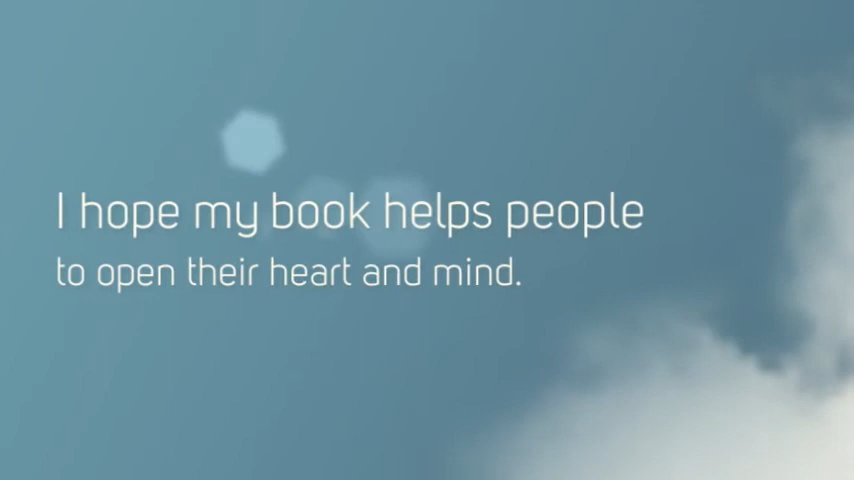 I hope my book helps people
to open their heart and mind.